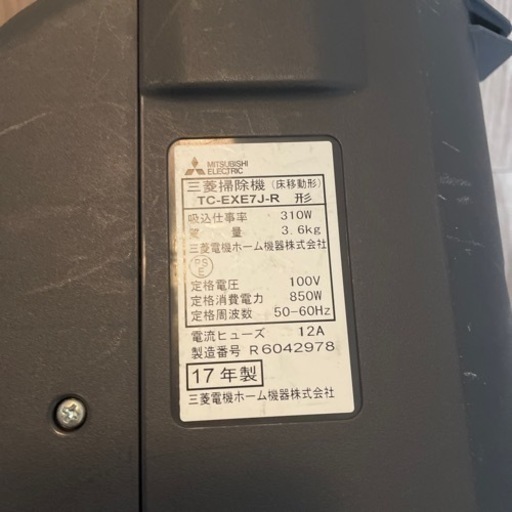 MITSUBISHI
ELECTRIC
三菱掃除機（床移動形）
TC-EXE7J-R 形
吸込仕事率 310W
質量 3.6kg
三菱電機ホーム機器株式会社
PS
E
定格電圧 100V
定格消費電力 850W
定格周波数 50-60Hz
電流ヒューズ 12A
製造番号 R6042978
17年製
三菱電機ホーム機器株式会社